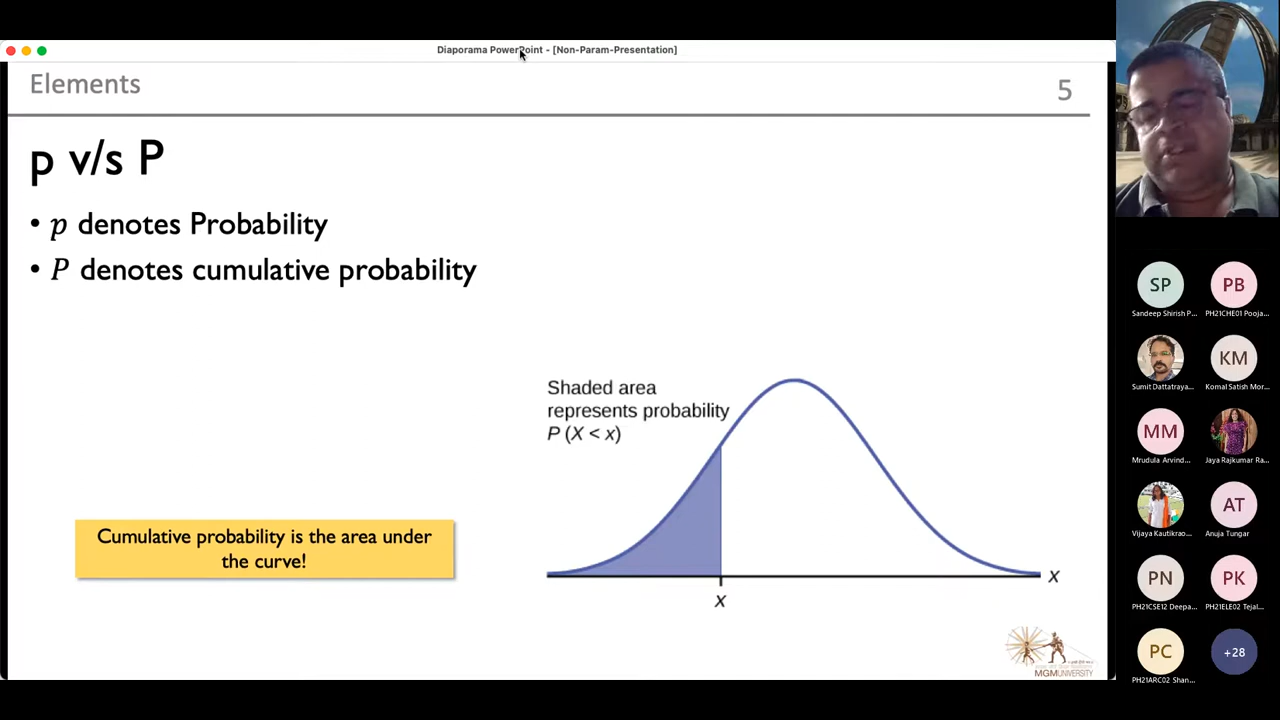 Diaporama PowerPoint - [Non-Param-Presentation]
Elements
5
p v/s P
• p denotes Probability
• P denotes cumulative probability
Shaded area
represents probability
P (X < x)
Cumulative probability is the area under
the curve!
x
X
MGMUNIVERSITY
SP
Sandeep Shirish P...
PB
PH21CHE01 Pooja...
Sumit Dattatraya...
KM
Komal Satish Mor...
MM
Mrudula Arvind...
Jaya Rajkumar Ra...
Vijaya Kautikrao...
AT
Anuja Tungar
PN
PH21CSE12 Deepa...
PK
PH21ELE02 Tejal...
PC
PH21ARC02 Shan...
+28